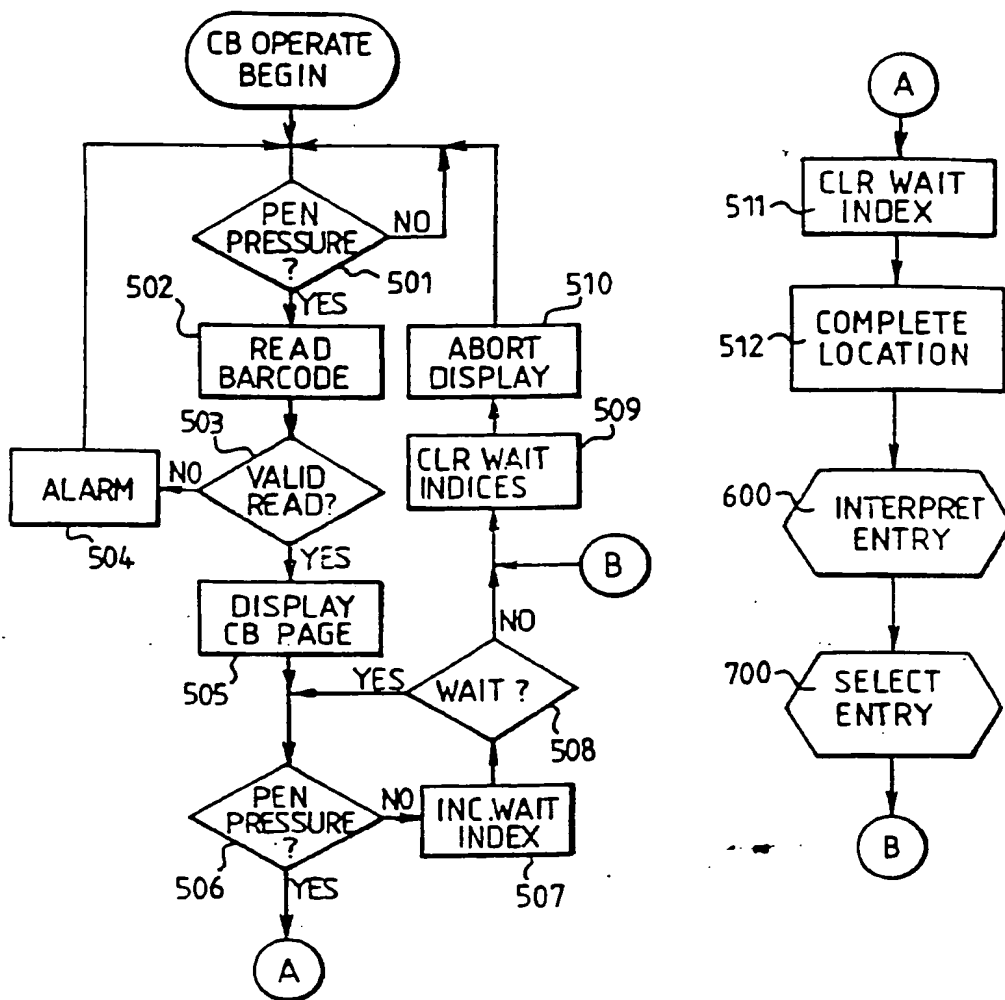 CB OPERATE
BEGIN
PEN
PRESSURE
?
NO
501
YES
502
READ
BARCODE
503
VALID
READ?
NO
ALARM
504
YES
DISPLAY
CB PAGE
505
PEN
PRESSURE
?
506
NO
YES
A
INC.WAIT
INDEX
507
WAIT ?
508
YES
NO
B
CLR WAIT
INDICES
509
ABORT
DISPLAY
510
A
CLR WAIT
INDEX
511
COMPLETE
LOCATION
512
INTERPRET
ENTRY
600
SELECT
ENTRY
700
B